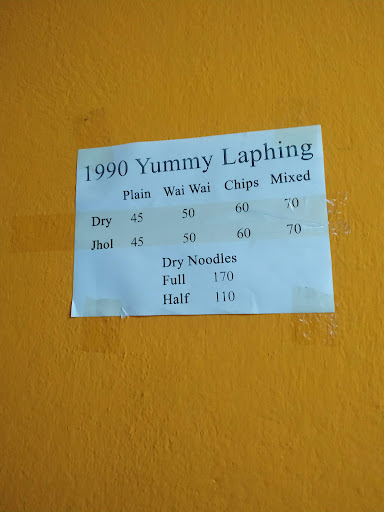 1990 Yummy Laphing
Plain Wai Wai Chips Mixed
Dry 45 50 60 70
Jhol 45 50 60 70
Dry Noodles
Full 170
Half 110